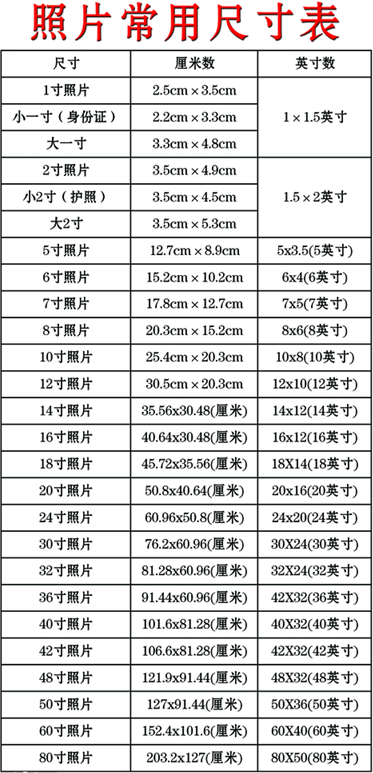 照片常用尺寸表
尺寸 厘米数 英寸数
1寸照片 2.5cm×3.5cm
小一寸（身份证） 2.2cm×3.3cm 1×1.5英寸
大一寸 3.3cm×4.8cm
2寸照片 3.5cm×4.9cm
小2寸（护照） 3.5cm×4.5cm 1.5×2英寸
大2寸 3.5cm×5.3cm
5寸照片 12.7cm×8.9cm 5x3.5(5英寸)
6寸照片 15.2cm×10.2cm 6x4(6英寸)
7寸照片 17.8cm×12.7cm 7x5(7英寸)
8寸照片 20.3cm×15.2cm 8x6(8英寸)
10寸照片 25.4cm×20.3cm 10x8(10英寸)
12寸照片 30.5cm×20.3cm 12x10(12英寸)
14寸照片 35.56x30.48(厘米) 14x12(14英寸)
16寸照片 40.64x30.48(厘米) 16x12(16英寸)
18寸照片 45.72x35.56(厘米) 18X14(18英寸)
20寸照片 50.8x40.64(厘米) 20x16(20英寸)
24寸照片 60.96x50.8(厘米) 24x20(24英寸)
30寸照片 76.2x60.96(厘米) 30X24(30英寸)
32寸照片 81.28x60.96(厘米) 32X24(32英寸)
36寸照片 91.44x60.96(厘米) 42X32(36英寸)
40寸照片 101.6x81.28(厘米) 40X32(40英寸)
42寸照片 106.6x81.28(厘米) 42X32(42英寸)
48寸照片 121.9x91.44(厘米) 48X32(48英寸)
50寸照片 127x91.44(厘米) 50X36(50英寸)
60寸照片 152.4x101.6(厘米) 60X40(60英寸)
80寸照片 203.2x127(厘米) 80X50(80英寸)